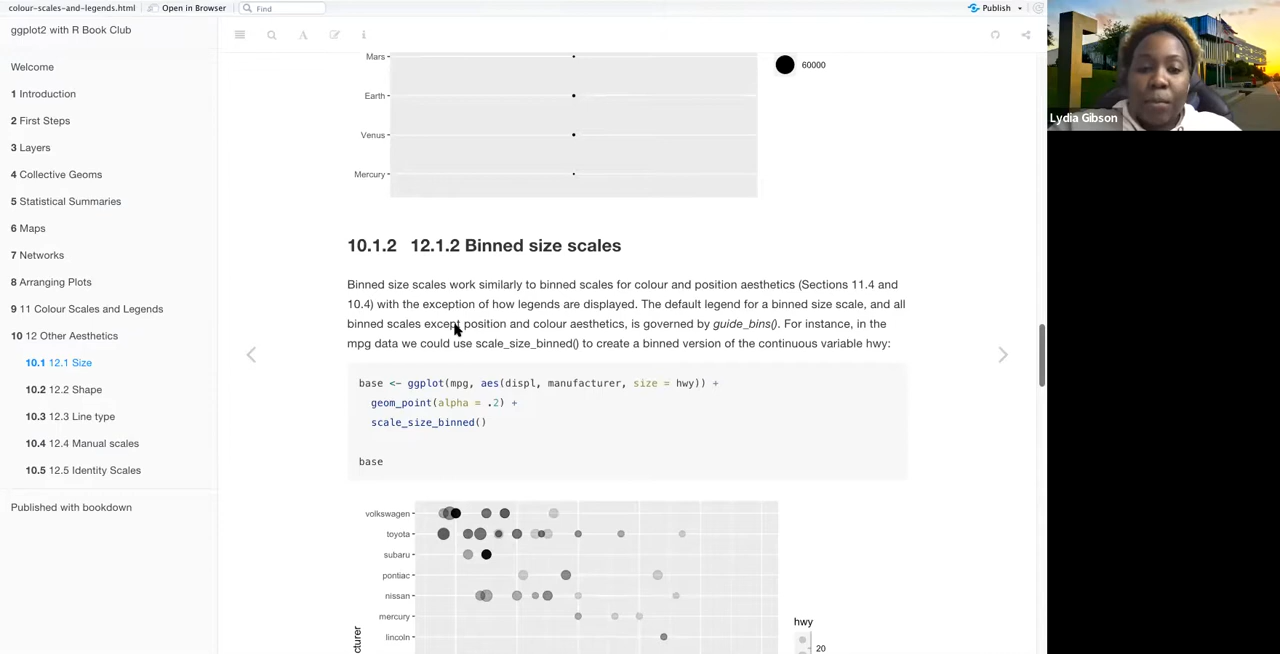 colour-scales-and-legends.html
Open in Browser
Find
Publish
ggplot2 with R Book Club
Welcome
1 Introduction
2 First Steps
3 Layers
4 Collective Geoms
5 Statistical Summaries
6 Maps
7 Networks
8 Arranging Plots
9 11 Colour Scales and Legends
10 12 Other Aesthetics
10.1 12.1 Size
10.2 12.2 Shape
10.3 12.3 Line type
10.4 12.4 Manual scales
10.5 12.5 Identity Scales
Published with bookdown
Mars
60000
Earth
Venus
Mercury
10.1.2 12.1.2 Binned size scales
Binned size scales work similarly to binned scales for colour and position aesthetics (Sections 11.4 and
10.4) with the exception of how legends are displayed. The default legend for a binned size scale, and all
binned scales except position and colour aesthetics, is governed by guide_bins(). For instance, in the
mpg data we could use scale_size_binned() to create a binned version of the continuous variable hwy:
base <- ggplot(mpg, aes(displ, manufacturer, size = hwy)) +
geom_point(alpha = .2) +
scale_size_binned()
base
volkswagen
toyota
subaru
pontiac
nissan
mercury
lincoln
hwy
20
Lydia Gibson